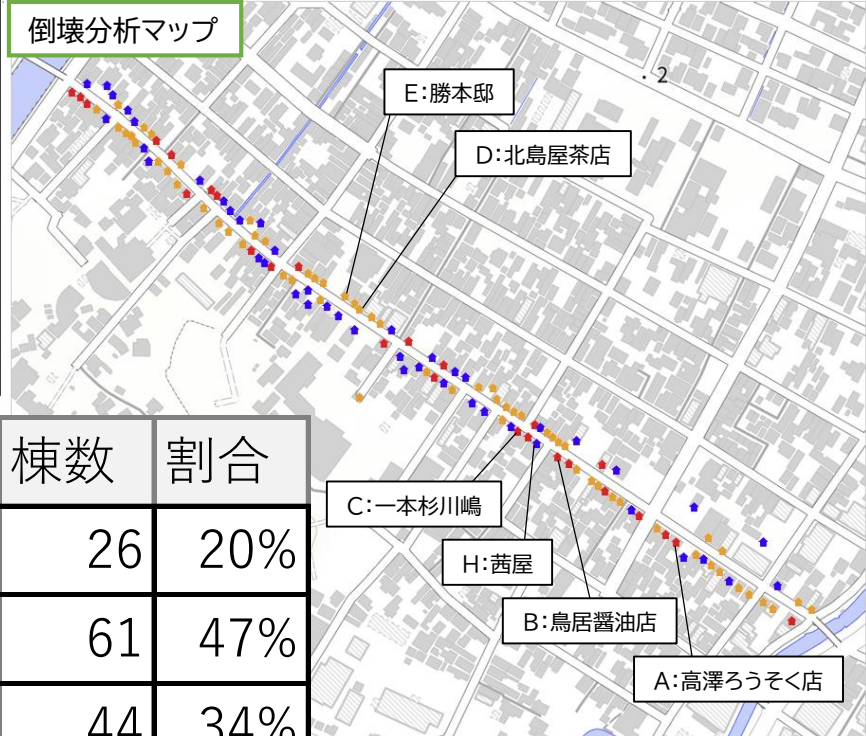 倒壊分析マップ
・2
E:勝本邸
D:北島屋茶店
C:一本杉川嶋
H:茜屋
B:鳥居醤油店
A:高澤ろうそく店
棟数 割合
26 20%
61 47%
44 34%